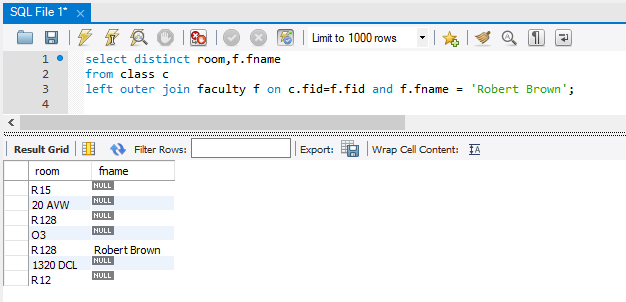 SQL File 1* ×
Limit to 1000 rows
1 select distinct room,f.fname
2 from class c
3 left outer join faculty f on c.fid=f.fid and f.fname = 'Robert Brown';
4
Result Grid Filter Rows: Export: Wrap Cell Content: IA
room fname
R15 NULL
20 AVW NULL
R128 NULL
O3 NULL
R128 Robert Brown
1320 DCL NULL
R12 NULL